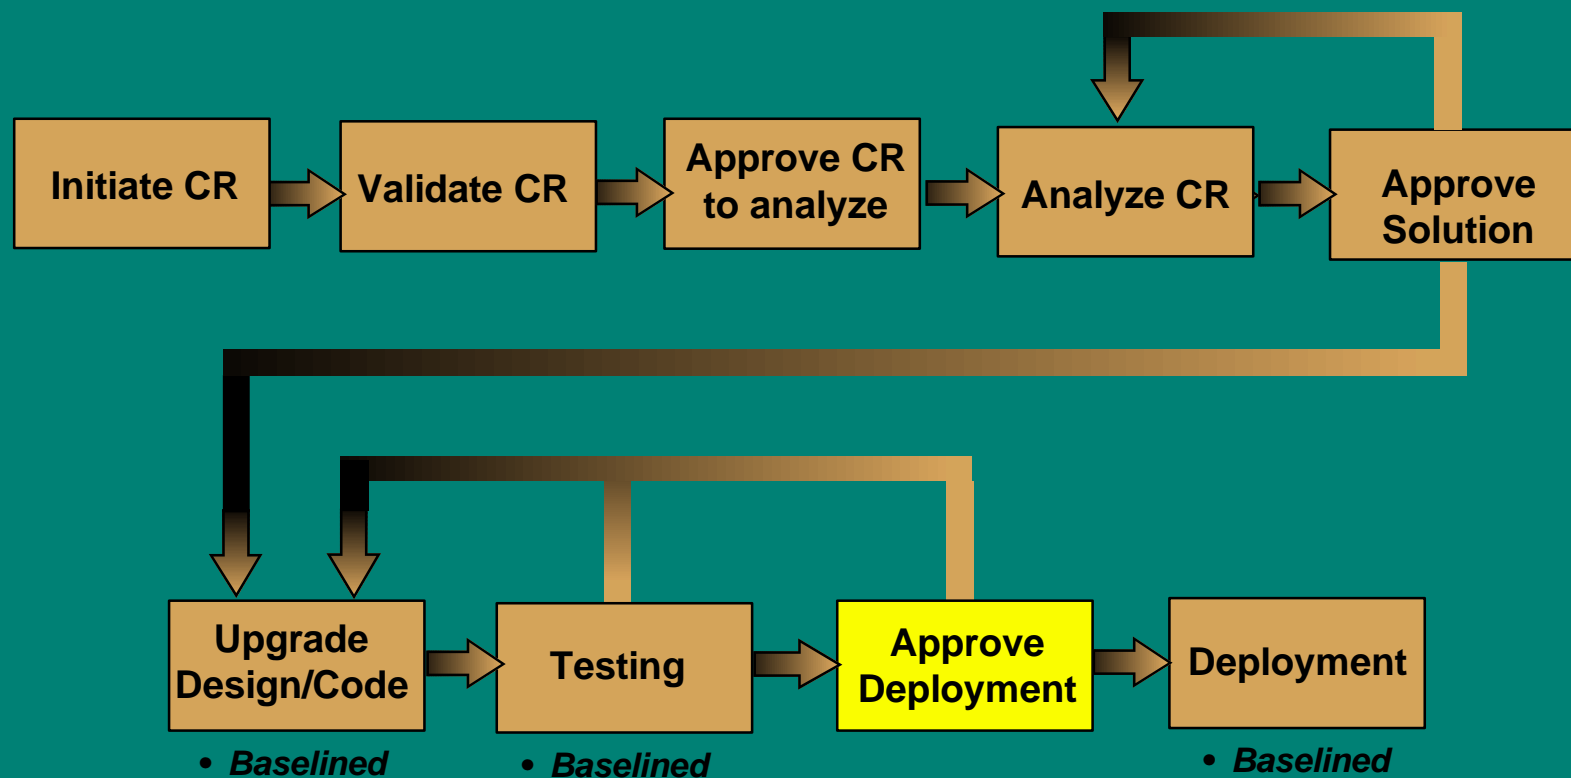 Initiate CR
Validate CR
Approve CR
to analyze
Analyze CR
Approve
Solution
Upgrade
Design/Code
Testing
Approve
Deployment
Deployment
• Baselined
• Baselined
• Baselined